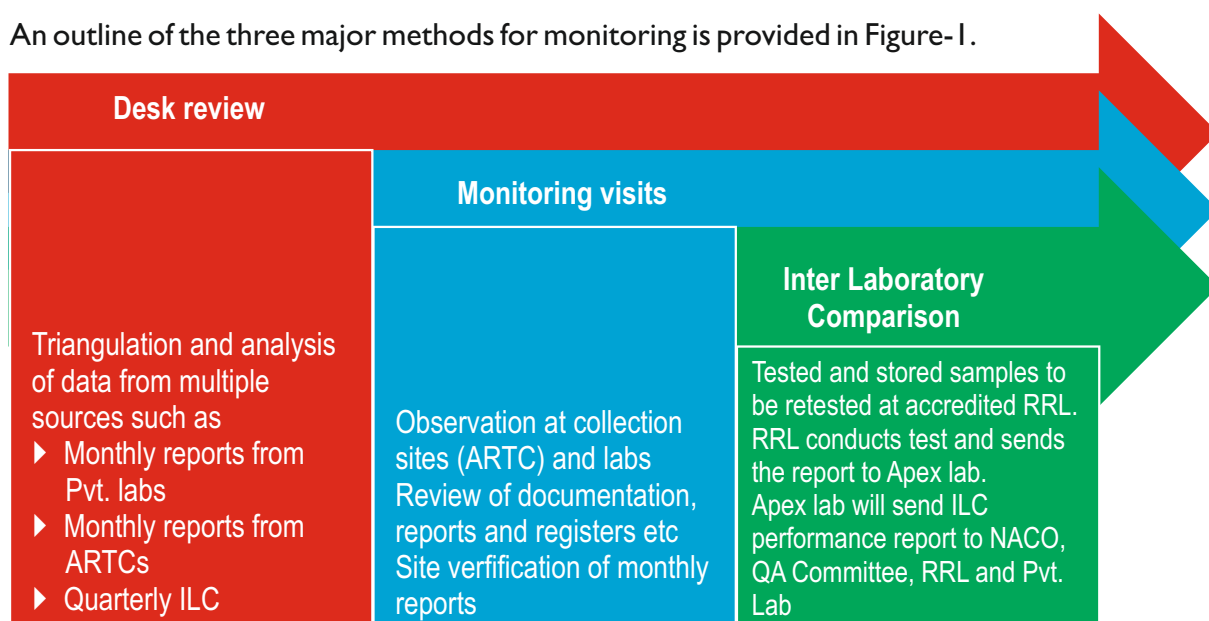 An outline of the three major methods for monitoring is provided in Figure-1.
Desk review
Triangulation and analysis
of data from multiple
sources such as
Monthly reports from
Pvt. labs
Monthly reports from
ARTCs
Quarterly ILC
Monitoring visits
Observation at collection
sites (ARTC) and labs
Review of documentation,
reports and registers etc
Site verfification of monthly
reports
Inter Laboratory
Comparison
Tested and stored samples to
be retested at accredited RRL.
RRL conducts test and sends
the report to Apex lab.
Apex lab will send ILC
performance report to NACO,
QA Committee, RRL and Pvt.
Lab